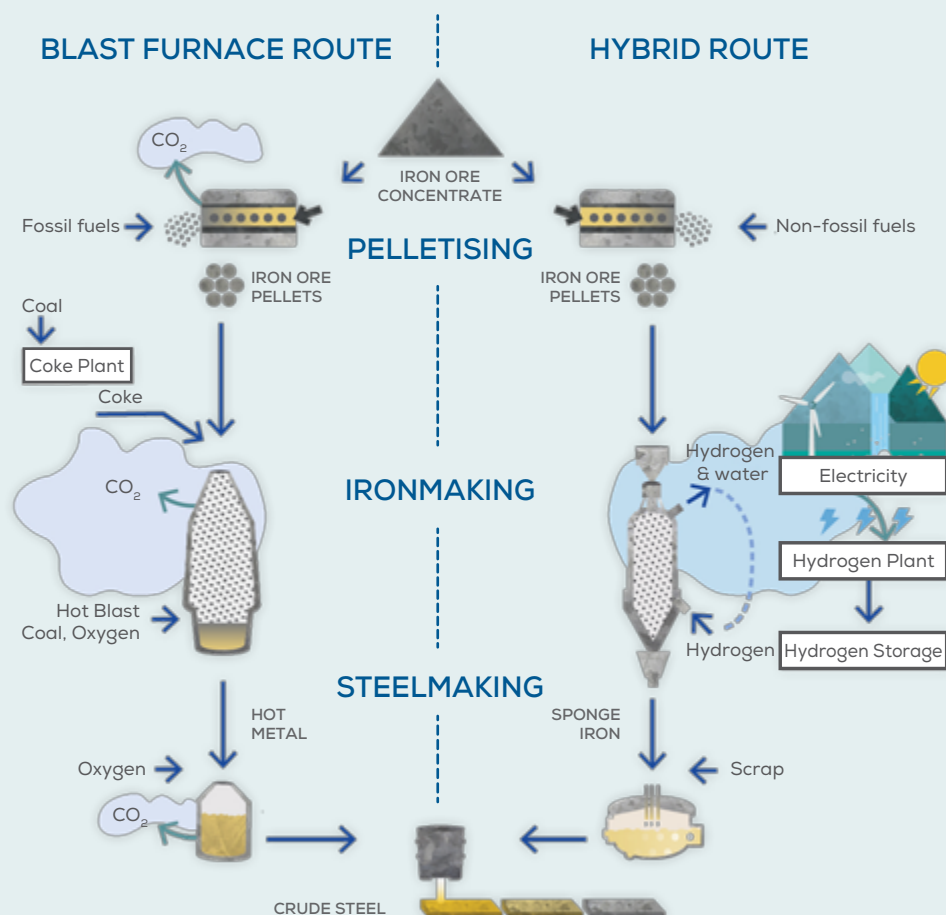 BLAST FURNACE ROUTE
HYBRID ROUTE
CO₂
IRON ORE
CONCENTRATE
Fossil fuels
Non-fossil fuels
PELLETISING
IRON ORE
PELLETS
IRON ORE
PELLETS
Coal
Coke Plant
Coke
CO₂
IRONMAKING
Hydrogen
& water
Electricity
Hydrogen Plant
Hot Blast
Coal, Oxygen
Hydrogen
Hydrogen Storage
STEELMAKING
HOT
METAL
SPONGE
IRON
Oxygen
Scrap
CO₂
CRUDE STEEL